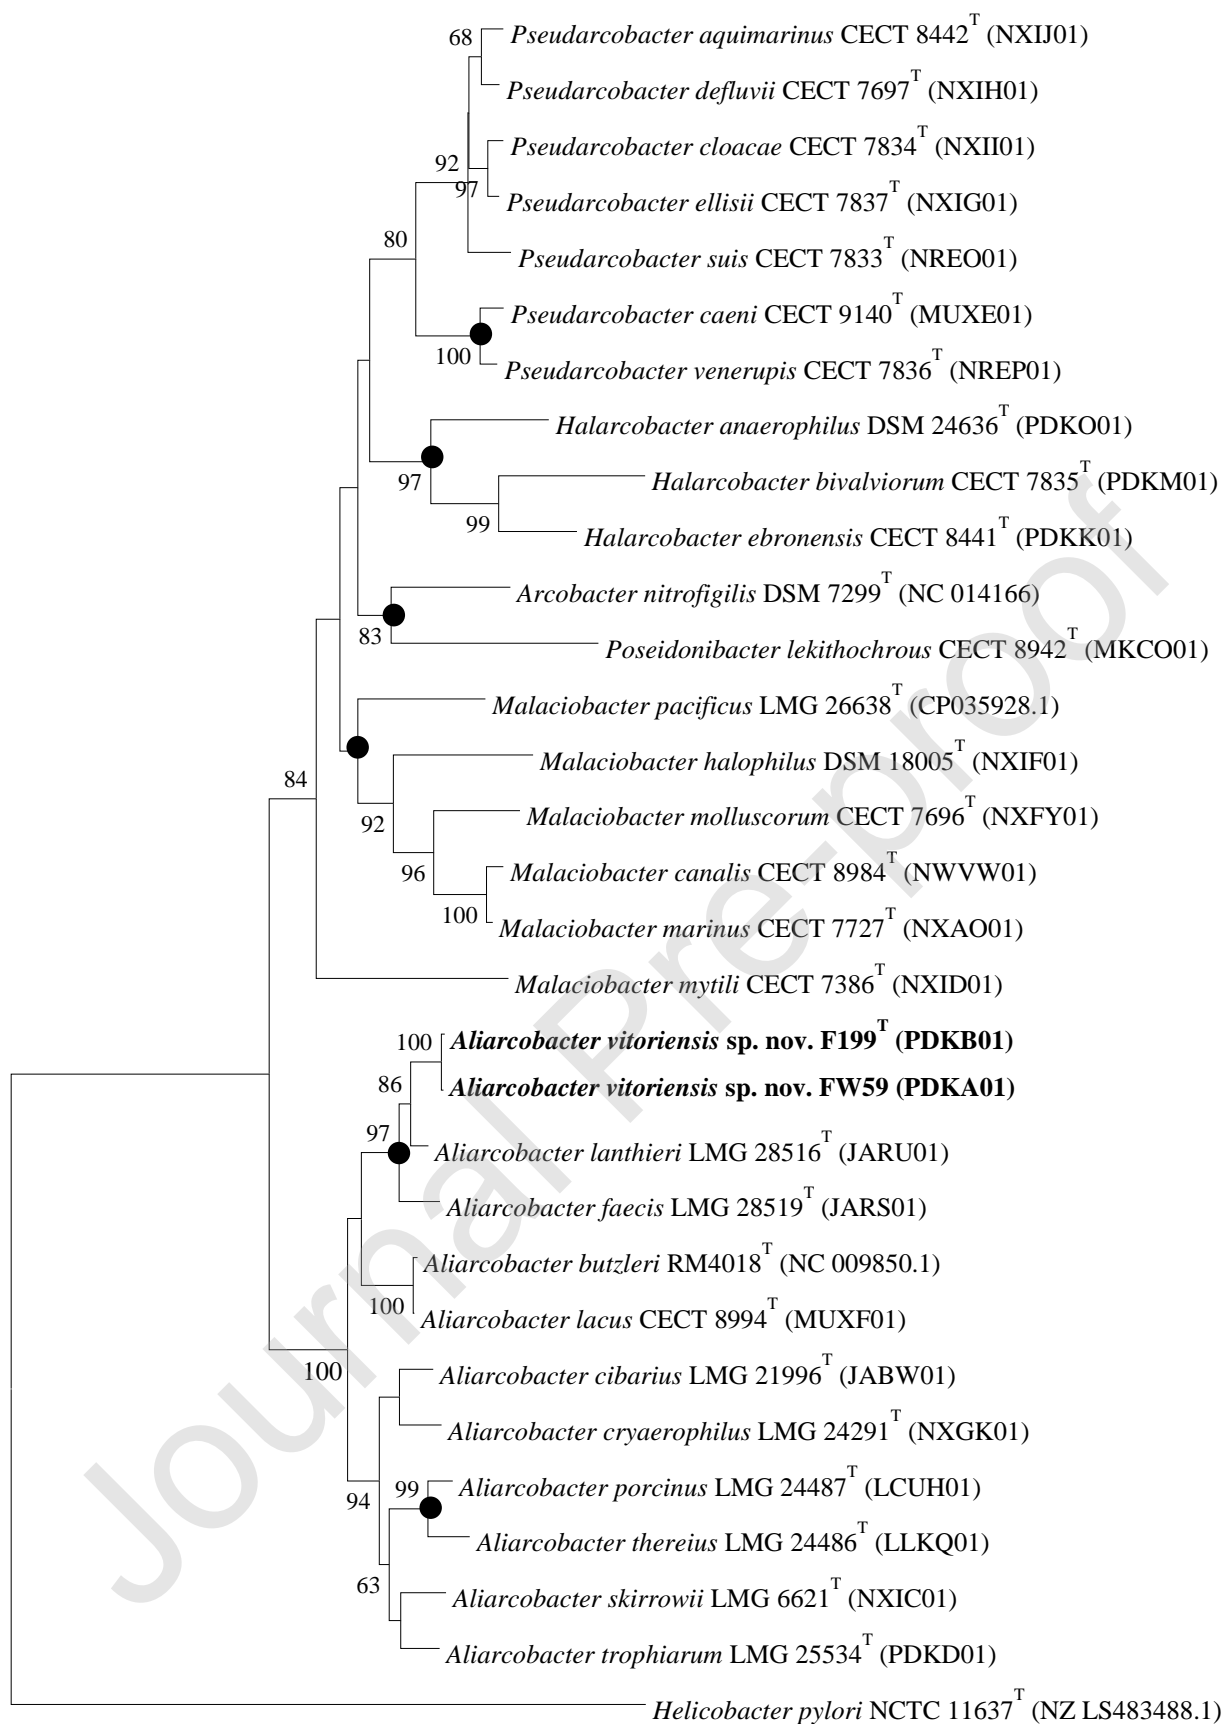 68
Pseudarcobacter aquimarinus CECT 8442T (NXIJ01)
Pseudarcobacter defluvii CECT 7697T (NXIH01)
Pseudarcobacter cloacae CECT 7834T (NXII01)
92
97
Pseudarcobacter ellisii CECT 7837T (NXIG01)
80
Pseudarcobacter suis CECT 7833T (NREO01)
Pseudarcobacter caeni CECT 9140T (MUXE01)
100
Pseudarcobacter venerupis CECT 7836T (NREP01)
Halarcobacter anaerophilus DSM 24636T (PDKO01)
97
Halarcobacter bivalviorum CECT 7835T (PDKM01)
99
Halarcobacter ebronensis CECT 8441T (PDKK01)
Arcobacter nitrofigilis DSM 7299T (NC 014166)
83
Poseidonibacter lekithochrous CECT 8942T (MKCO01)
Malaciobacter pacificus LMG 26638T (CP035928.1)
Malaciobacter halophilus DSM 18005T (NXIF01)
84
92
Malaciobacter molluscorum CECT 7696T (NXFY01)
96
Malaciobacter canalis CECT 8984T (NWVW01)
100
Malaciobacter marinus CECT 7727T (NXAO01)
Malaciobacter mytili CECT 7386T (NXID01)
100
Aliarcobacter vitoriensis sp. nov. F199T (PDKB01)
86
Aliarcobacter vitoriensis sp. nov. FW59 (PDKA01)
97
Aliarcobacter lanthieri LMG 28516T (JARU01)
Aliarcobacter faecis LMG 28519T (JARS01)
Aliarcobacter butzleri RM4018T (NC 009850.1)
100
Aliarcobacter lacus CECT 8994T (MUXF01)
100
Aliarcobacter cibarius LMG 21996T (JABW01)
Aliarcobacter cryaerophilus LMG 24291T (NXGK01)
99
Aliarcobacter porcinus LMG 24487T (LCUH01)
94
Aliarcobacter thereius LMG 24486T (LLKQ01)
63
Aliarcobacter skirrowii LMG 6621T (NXIC01)
Aliarcobacter trophiarum LMG 25534T (PDKD01)
Helicobacter pylori NCTC 11637T (NZ LS483488.1)
Journal Pre-proof